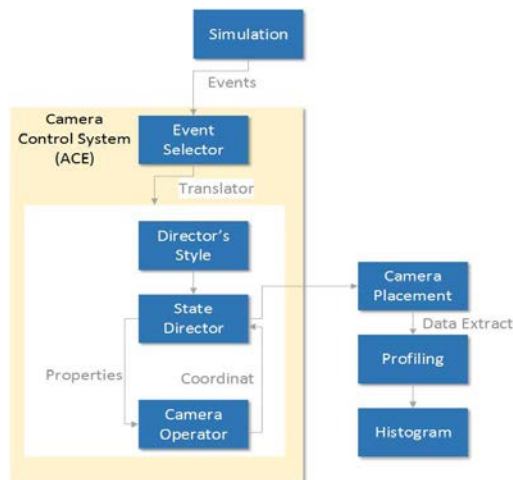 Simulation
Events
Camera
Control System
(ACE)
Event
Selector
Translator
Director's
Style
State
Director
Camera
Placement
Data Extract
Properties
Coordinat
Profiling
Camera
Operator
Histogram